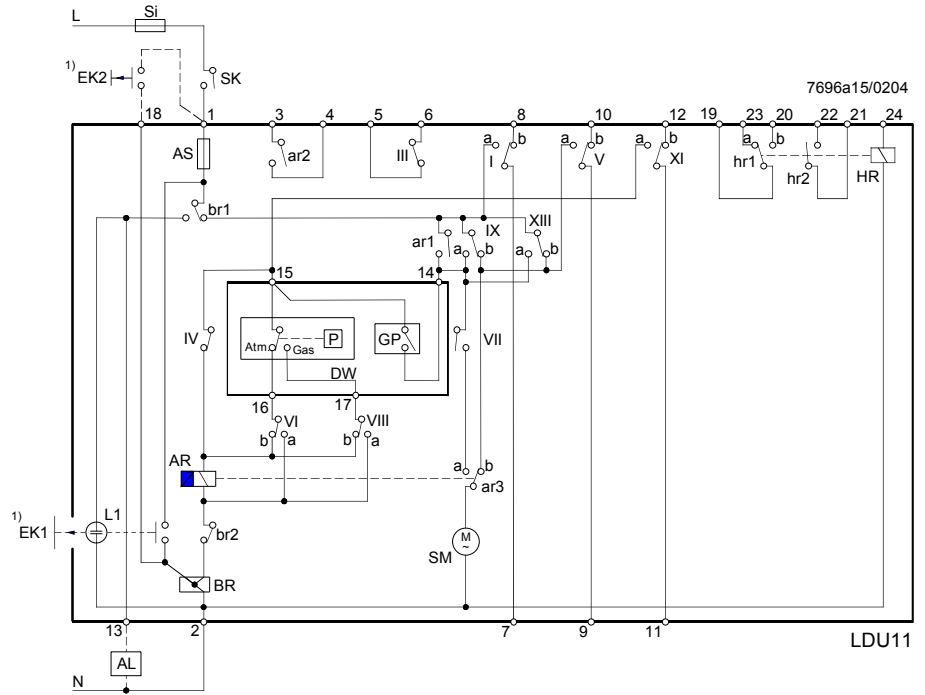 L Si
1) EK2 SK
7696a15/0204
18 1 3 4 5 6 8 10 12 19 23 20 22 21 24
AS ar2 III a b I a b V a b XI a b hr1 hr2 HR
br1
ar1 a b IX XIII a b
15 14
IV Atm. Gas P GP VII
DW
16 17
VI b a VIII b a
AR a b ar3
1) EK1 L1 br2 SM M ~
BR
13 2 7 9 11
LDU11
AL
N